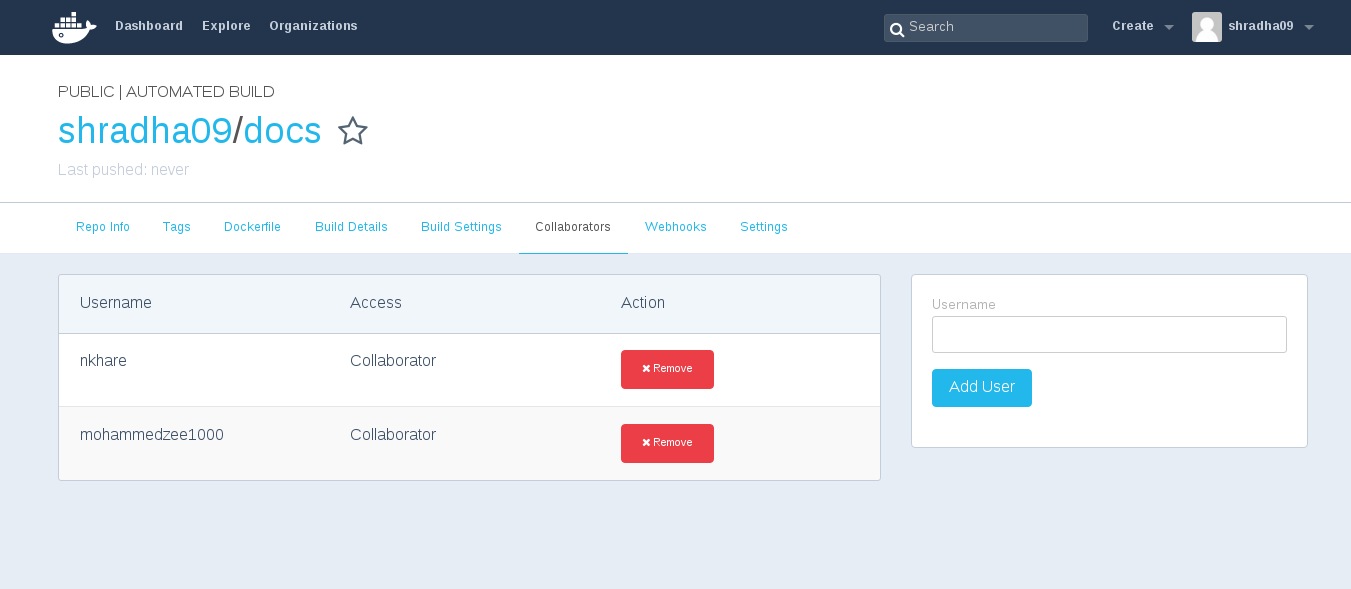 Dashboard Explore Organizations Search Create shradha09
PUBLIC | AUTOMATED BUILD
shradha09/docs
Last pushed: never
Repo Info Tags Dockerfile Build Details Build Settings Collaborators Webhooks Settings
Username Access Action
nkhare Collaborator Remove
mohammedzee1000 Collaborator Remove
Username
Add User